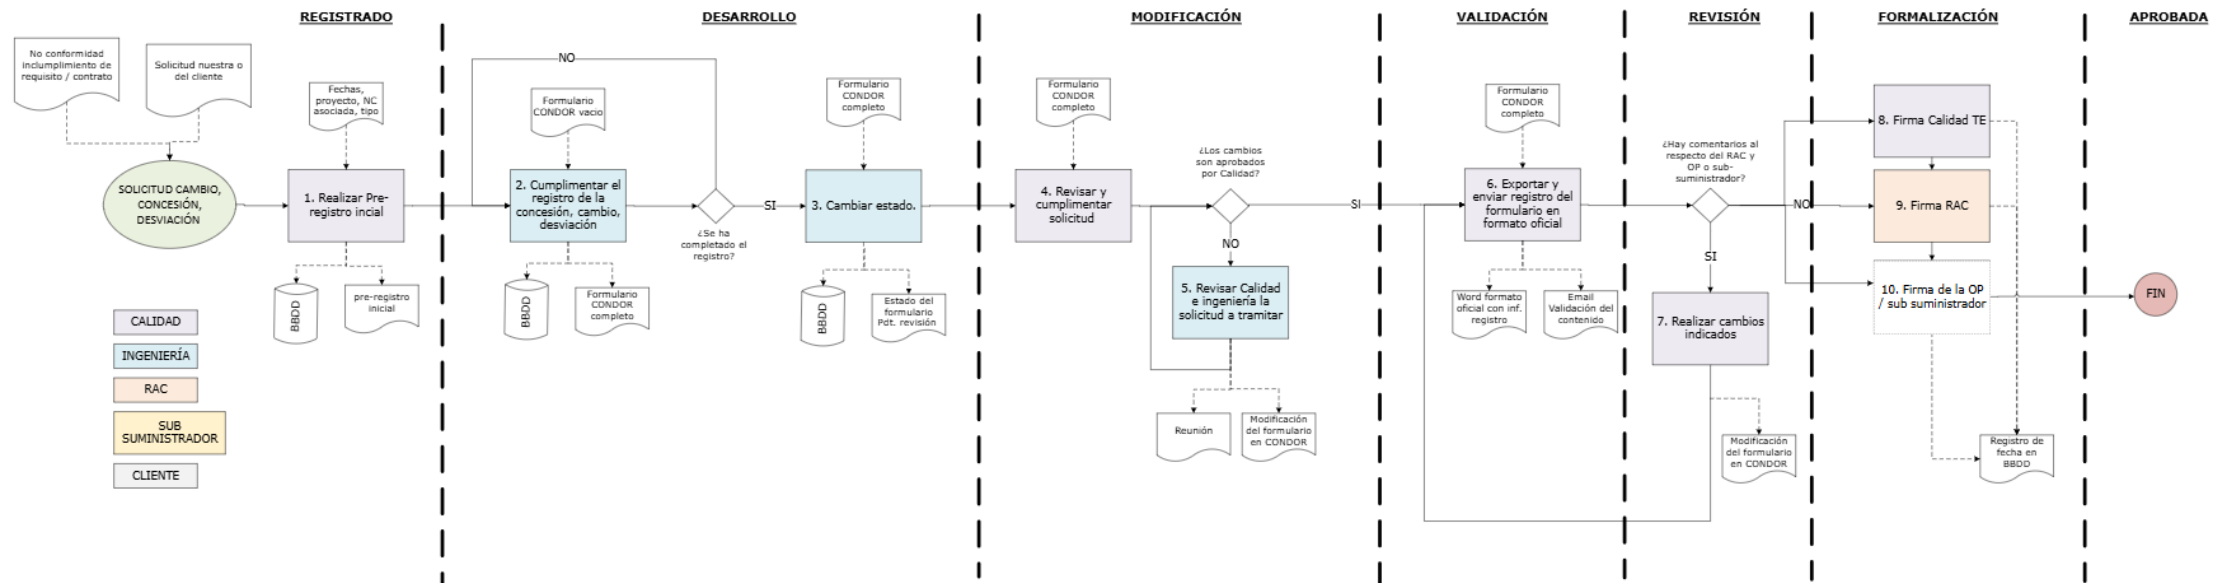 REGISTRADO
DESARROLLO
MODIFICACIÓN
VALIDACIÓN
REVISIÓN
FORMALIZACIÓN
APROBADA
No conformidad
inclumplimiento de
requisito / contrato
Solicitud nuestra o
del cliente
SOLICITUD CAMBIO,
CONCESIÓN,
DESVIACIÓN
Fechas,
proyecto, NC
asociada, tipo
1. Realizar Pre-
registro incial
BBDD
pre-registro
inicial
CALIDAD
INGENIERÍA
RAC
SUB
SUMINISTRADOR
CLIENTE
NO
Formulario
CONDOR vacio
2. Cumplimentar el
registro de la
concesión, cambio,
desviación
BBDD
Formulario
CONDOR
completo
¿Se ha
completado el
registro?
SI
Formulario
CONDOR
completo
3. Cambiar estado.
BBDD
Estado del
formulario
Pdt. revisión
Formulario
CONDOR
completo
4. Revisar y
cumplimentar
solicitud
¿Los cambios
son aprobados
por Calidad?
NO
SI
5. Revisar Calidad
e ingeniería la
solicitud a tramitar
Reunión
Modificación
del formulario
en CONDOR
Formulario
CONDOR
completo
6. Exportar y
enviar registro del
formulario en
formato oficial
Word formato
oficial con inf.
registro
Email
Validación del
contenido
¿Hay comentarios al
respecto del RAC y
OP o sub-
suministrador?
NO
SI
7. Realizar cambios
indicados
Modificación
del formulario
en CONDOR
8. Firma Calidad TE
9. Firma RAC
10. Firma de la OP
/ sub suministrador
Registro de
fecha en
BBDD
FIN